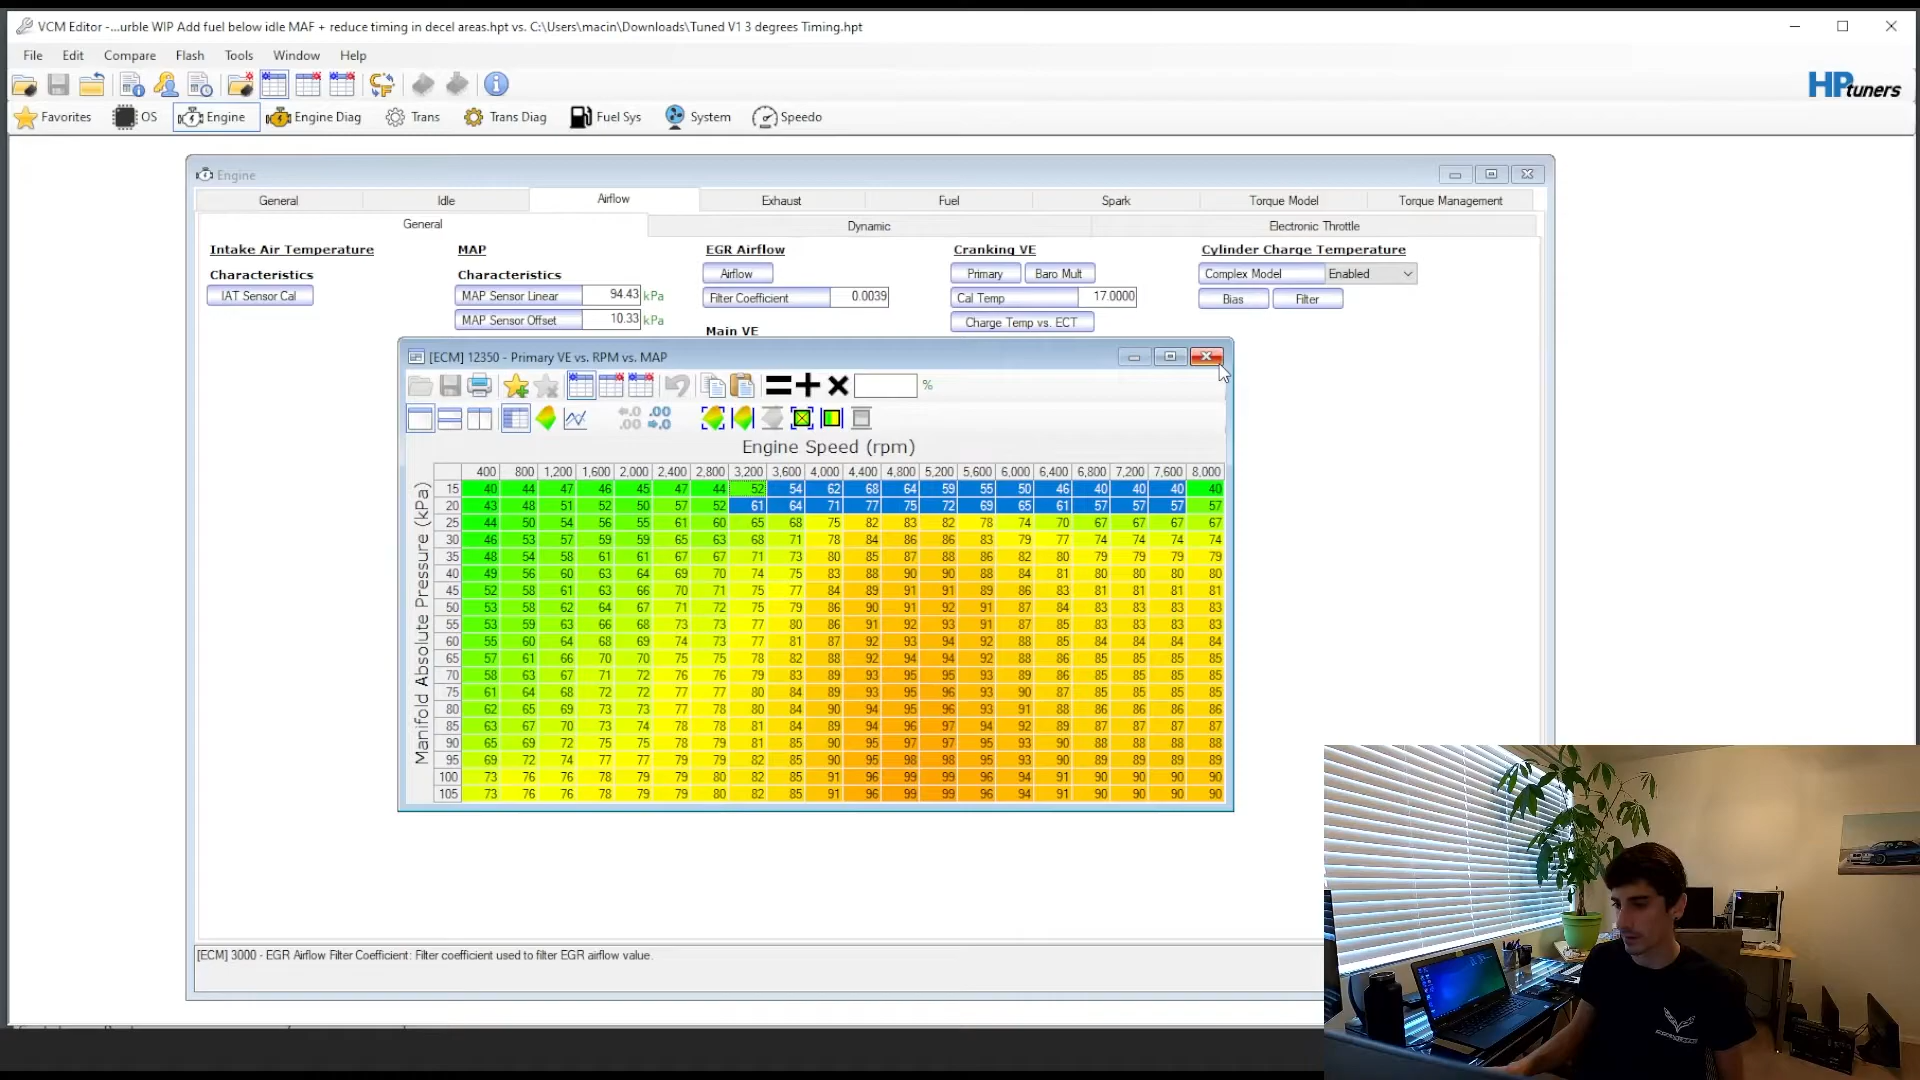 VCM Editor -...urble WIP Add fuel below idle MAF + reduce timing in decel areas.hpt vs. C:\Users\macin\Downloads\Tuned V1 3 degrees Timing.hpt
File Edit Compare Flash Tools Window Help
HPtuners
Favorites OS Engine Engine Diag Trans Trans Diag Fuel Sys System Speedo
Engine
General Idle Airflow Exhaust Fuel Spark Torque Model Torque Management
General Dynamic Electronic Throttle
Intake Air Temperature MAP EGR Airflow Cranking VE Cylinder Charge Temperature
Characteristics Characteristics Airflow Primary Baro Mult Complex Model Enabled
IAT Sensor Cal MAP Sensor Linear 94.43 kPa Filter Coefficient 0.0039 Cal Temp 17.0000 Bias Filter
MAP Sensor Offset 10.33 kPa Main VE Charge Temp vs. ECT
[ECM] 12350 - Primary VE vs. RPM vs. MAP
%
Engine Speed (rpm)
Manifold Absolute Pressure (kPa)
400 800 1,200 1,600 2,000 2,400 2,800 3,200 3,600 4,000 4,400 4,800 5,200 5,600 6,000 6,400 6,800 7,200 7,600 8,000
15 40 44 47 46 45 47 44 52 54 62 68 64 59 55 50 46 40 40 40 40
20 43 48 51 52 50 57 52 61 64 71 77 75 72 69 65 61 57 57 57 57
25 44 50 54 56 55 61 60 65 68 75 82 83 82 78 74 70 67 67 67 67
30 46 53 57 59 59 65 63 68 71 78 84 86 86 83 79 77 74 74 74 74
35 48 54 58 61 61 67 67 71 73 80 85 87 88 86 82 80 79 79 79 79
40 49 56 60 63 64 69 70 74 75 83 88 90 90 88 84 81 80 80 80 80
45 52 58 61 63 66 70 71 75 77 84 89 91 91 89 86 83 81 81 81 81
50 53 58 62 64 67 71 72 75 79 86 90 91 92 91 87 84 83 83 83 83
55 53 59 63 66 68 73 73 77 80 86 91 92 93 91 87 85 83 83 83 83
60 55 60 64 68 69 74 73 77 81 87 92 93 94 92 88 85 84 84 84 84
65 57 61 66 70 70 75 75 78 82 88 92 94 94 92 88 86 85 85 85 85
70 58 63 67 71 72 76 76 79 83 89 93 95 95 93 89 86 85 85 85 85
75 61 64 68 72 72 77 77 80 84 89 93 95 96 93 90 87 85 85 85 85
80 62 65 69 73 73 77 78 80 84 90 94 95 96 93 91 88 86 86 86 86
85 63 67 70 73 74 78 78 81 84 89 94 96 97 94 92 89 87 87 87 87
90 65 69 72 75 75 78 79 81 85 90 95 97 97 95 93 90 88 88 88 88
95 69 72 74 77 77 79 79 82 85 90 95 98 98 95 93 90 89 89 89 89
100 73 76 76 78 79 79 80 82 85 91 96 99 99 96 94 91 90 90 90 90
105 73 76 76 78 79 79 80 82 85 91 96 99 99 96 94 91 90 90 90 90
[ECM] 3000 - EGR Airflow Filter Coefficient: Filter coefficient used to filter EGR airflow value.